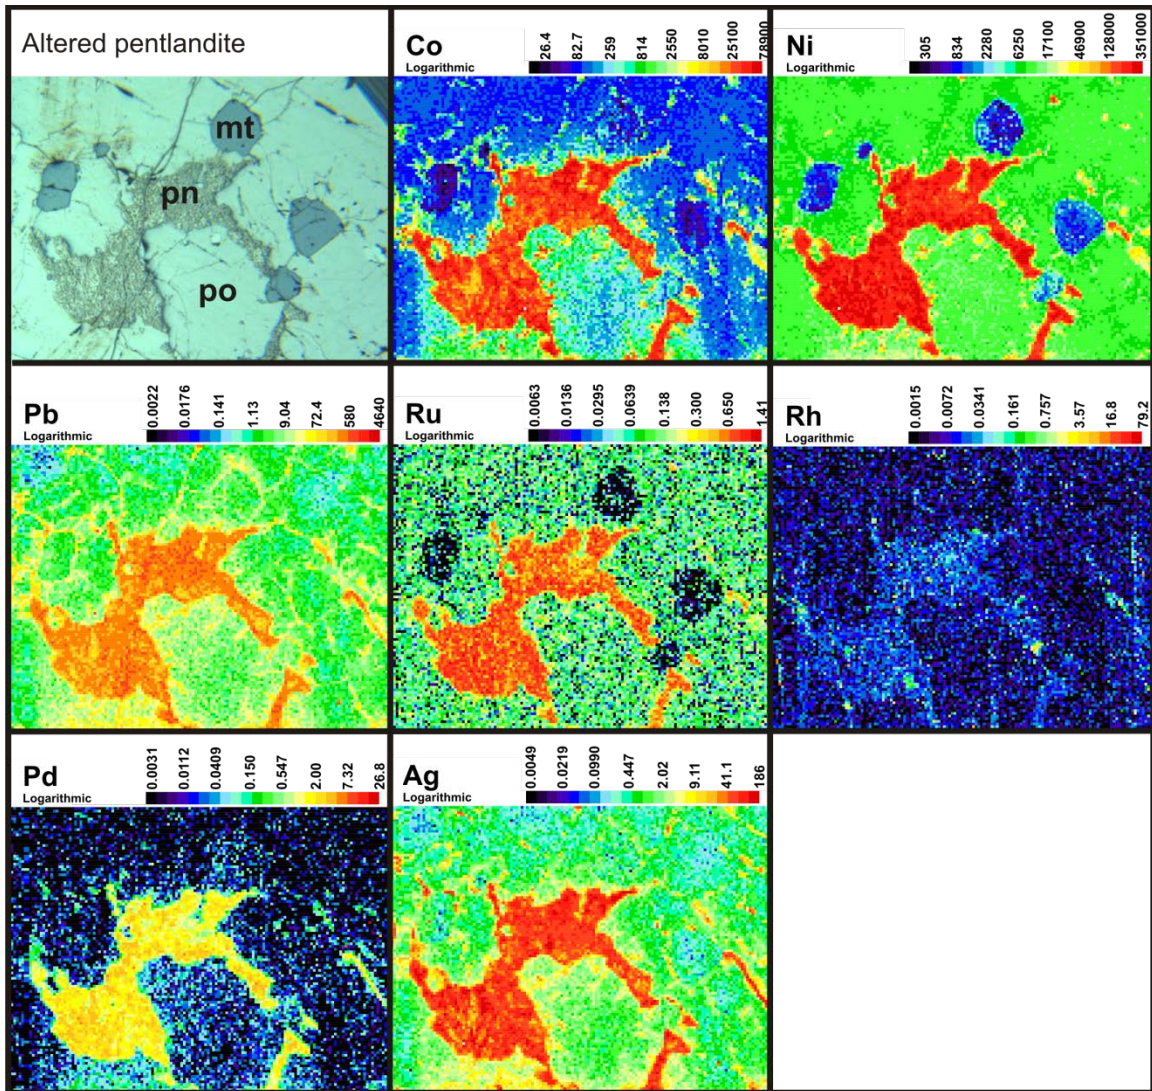 Altered pentlandite
mt
pn
po
Co
Logarithmic
26.4 82.7 259 814 2550 8010 25100 78900
Ni
Logarithmic
305 834 2280 6250 17100 46900 128000 351000
Pb
Logarithmic
0.0022 0.0176 0.141 1.13 9.04 72.4 580 4640
Ru
Logarithmic
0.0063 0.0136 0.0295 0.0639 0.138 0.300 0.650 1.41
Rh
Logarithmic
0.0015 0.0072 0.0341 0.161 0.757 3.57 16.8 79.2
Pd
Logarithmic
0.0031 0.0112 0.0409 0.150 0.547 2.00 7.32 26.8
Ag
Logarithmic
0.0049 0.0219 0.0990 0.447 2.02 9.11 41.1 186